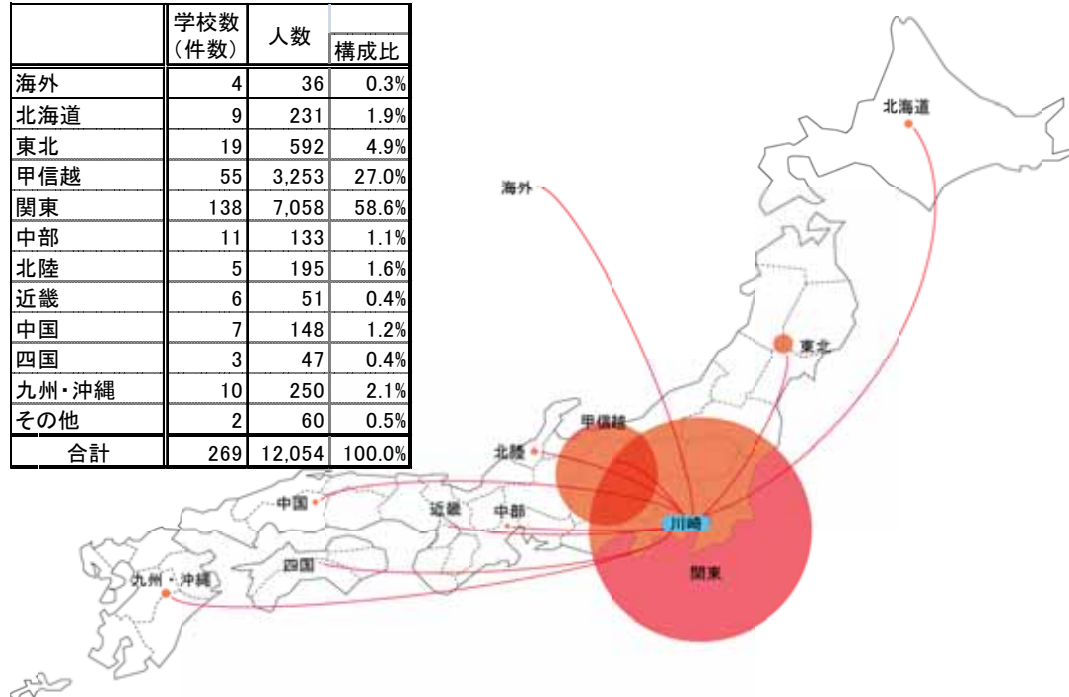 学校数
(件数)
人数
構成比
海外 4 36 0.3%
北海道 9 231 1.9%
東北 19 592 4.9%
甲信越 55 3,253 27.0%
関東 138 7,058 58.6%
中部 11 133 1.1%
北陸 5 195 1.6%
近畿 6 51 0.4%
中国 7 148 1.2%
四国 3 47 0.4%
九州・沖縄 10 250 2.1%
その他 2 60 0.5%
合計 269 12,054 100.0%
北海道
海外
東北
甲信越
北陸
中国
近畿
中部
川崎
四国
関東
九州・沖縄